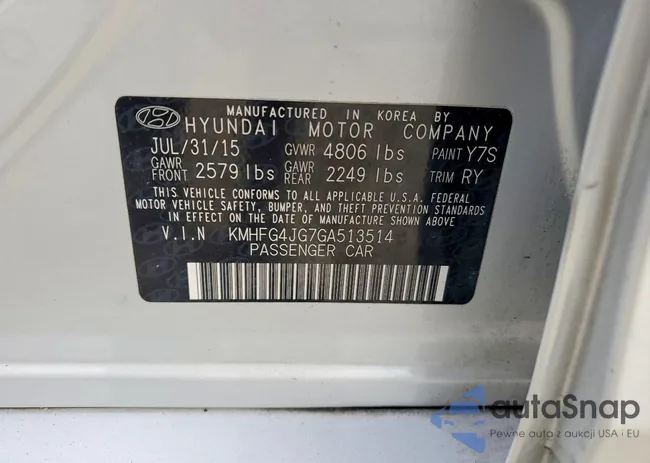 MANUFACTURED IN KOREA BY
HYUNDAI MOTOR COMPANY
JUL/31/15 GVWR 4806 lbs PAINT Y7S
GAWR FRONT 2579 lbs GAWR REAR 2249 lbs TRIM RY
THIS VEHICLE CONFORMS TO ALL APPLICABLE U.S.A. FEDERAL
MOTOR VEHICLE SAFETY, BUMPER, AND THEFT PREVENTION STANDARDS
IN EFFECT ON THE DATE OF MANUFACTURE SHOWN ABOVE
V.I.N KMHFG4JG7GA513514
PASSENGER CAR
autoSnap
Pewne auta z aukcji USA i EU